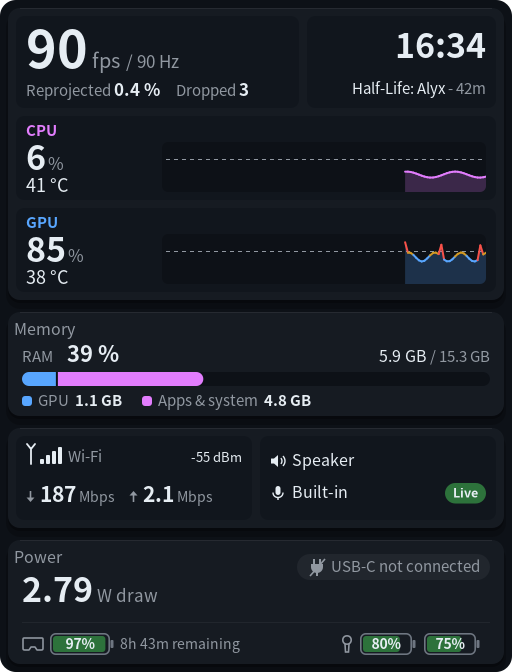 90 fps / 90 Hz
Reprojected 0.4 % Dropped 3
16:34
Half-Life: Alyx - 42m
CPU
6 %
41 °C
GPU
85 %
38 °C
Memory
RAM 39 % 5.9 GB / 15.3 GB
GPU 1.1 GB Apps & system 4.8 GB
Wi-Fi -55 dBm
↓ 187 Mbps ↑ 2.1 Mbps
Speaker
Built-in Live
Power
USB-C not connected
2.79 W draw
97% 8h 43m remaining 80% 75%